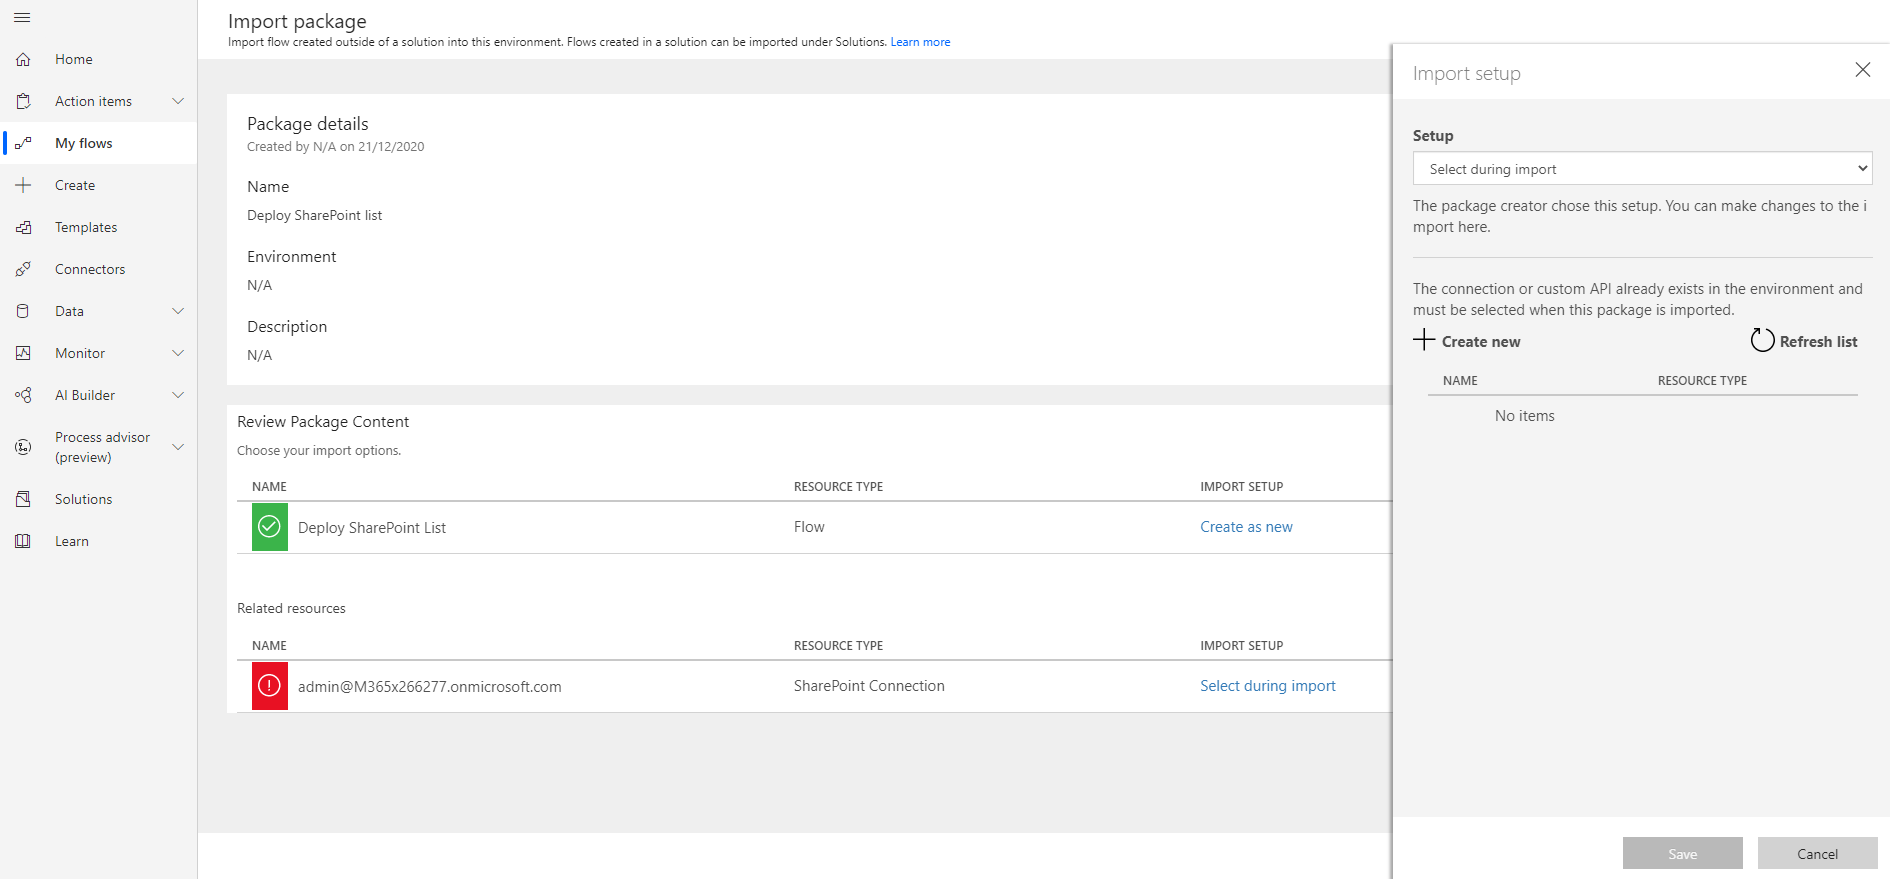 Import package
Import flow created outside of a solution into this environment. Flows created in a solution can be imported under Solutions. Learn more
Home
Action items
My flows
Create
Templates
Connectors
Data
Monitor
AI Builder
Process advisor
(preview)
Solutions
Learn
Package details
Created by N/A on 21/12/2020
Name
Deploy SharePoint list
Environment
N/A
Description
N/A
Review Package Content
Choose your import options.
NAME RESOURCE TYPE IMPORT SETUP
Deploy SharePoint List Flow Create as new
Related resources
NAME RESOURCE TYPE IMPORT SETUP
admin@M365x266277.onmicrosoft.com SharePoint Connection Select during import
Import setup
Setup
Select during import
The package creator chose this setup. You can make changes to the i
mport here.
The connection or custom API already exists in the environment and
must be selected when this package is imported.
Create new Refresh list
NAME RESOURCE TYPE
No items
Save Cancel